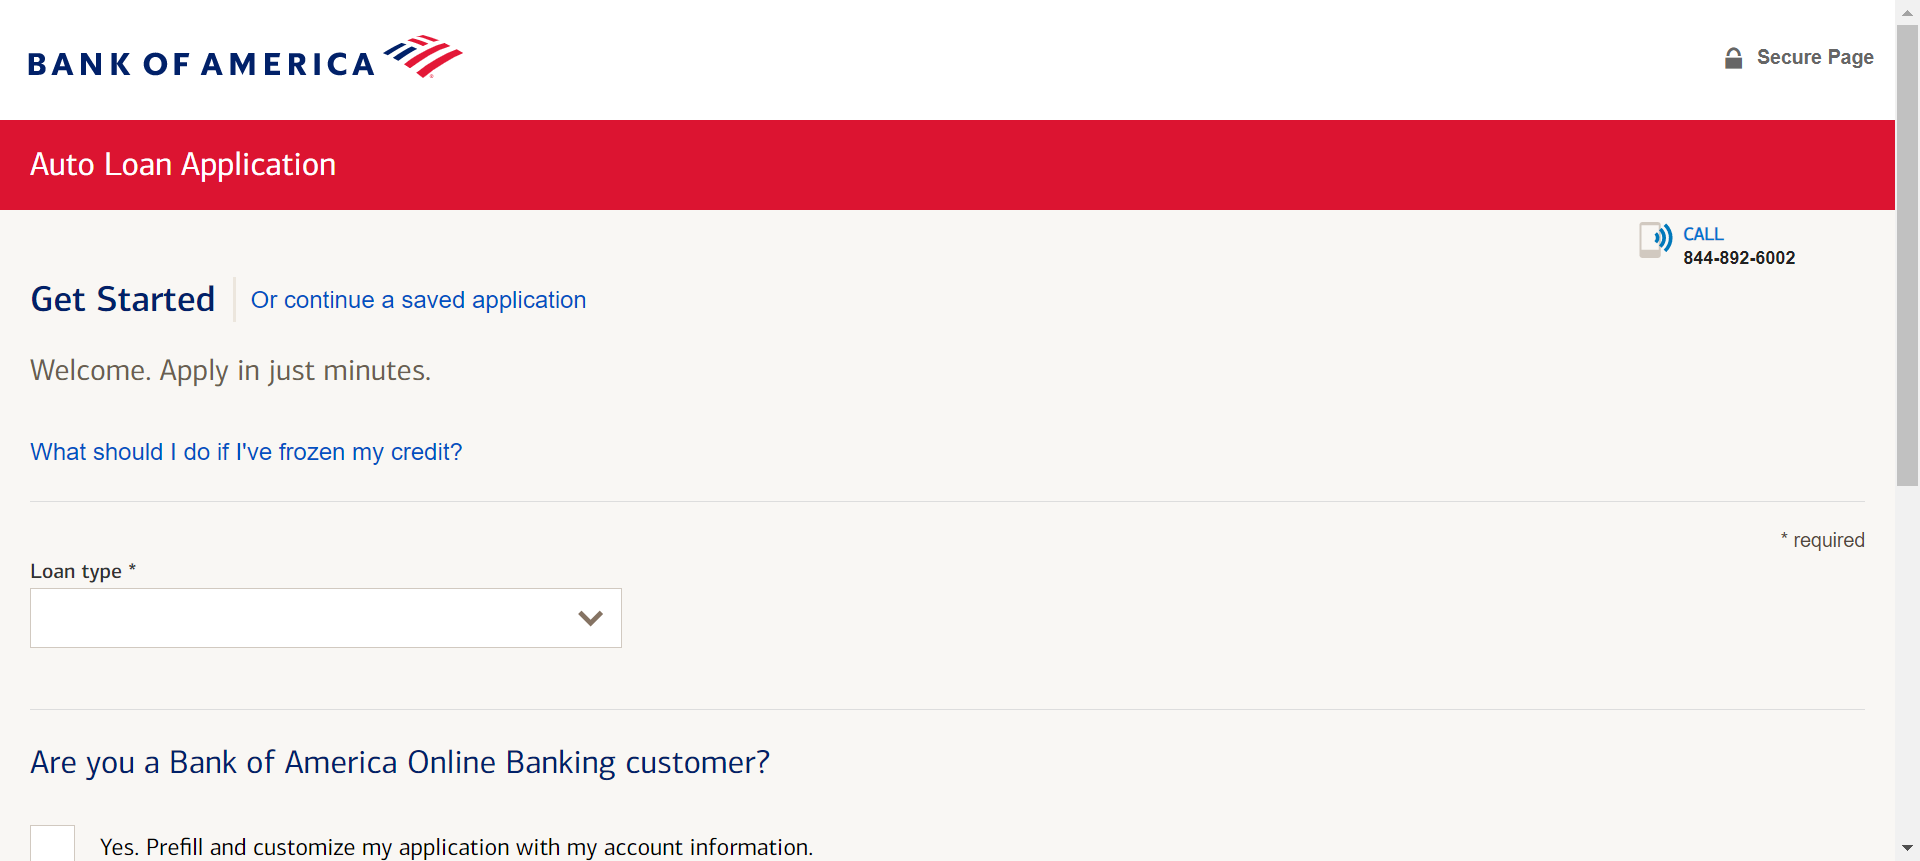 BANK OF AMERICA
Secure Page
Auto Loan Application
CALL
844-892-6002
Get Started
Or continue a saved application
Welcome. Apply in just minutes.
What should I do if I've frozen my credit?
* required
Loan type *
Are you a Bank of America Online Banking customer?
Yes. Prefill and customize my application with my account information.